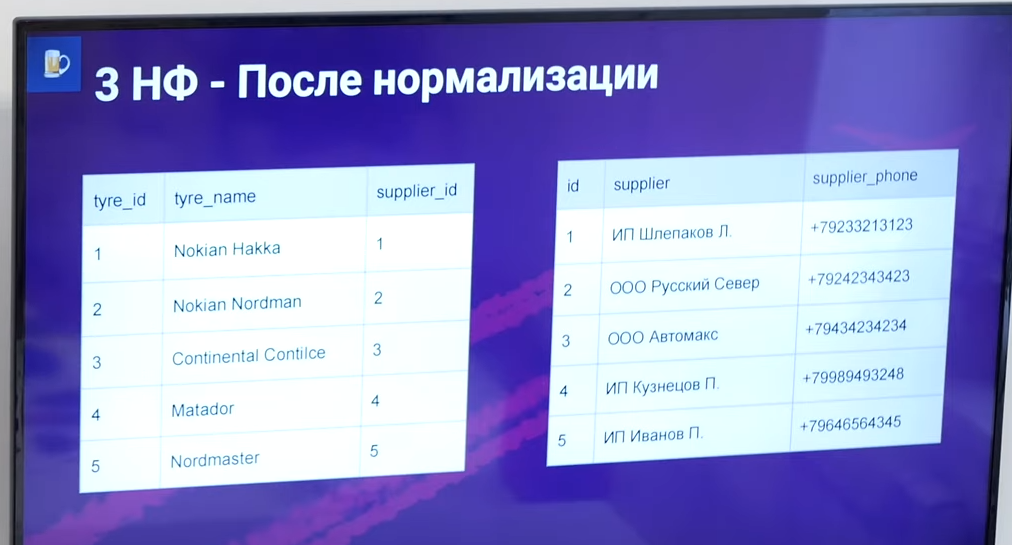 3 НФ - После нормализации
tyre_id tyre_name supplier_id
1 Nokian Hakka 1
2 Nokian Nordman 2
3 Continental ContiIce 3
4 Matador 4
5 Nordmaster 5
id supplier supplier_phone
1 ИП Шлепаков Л. +79233213123
2 ООО Русский Север +79242343423
3 ООО Автомакс +79434234234
4 ИП Кузнецов П. +79989493248
5 ИП Иванов П. +79646564345